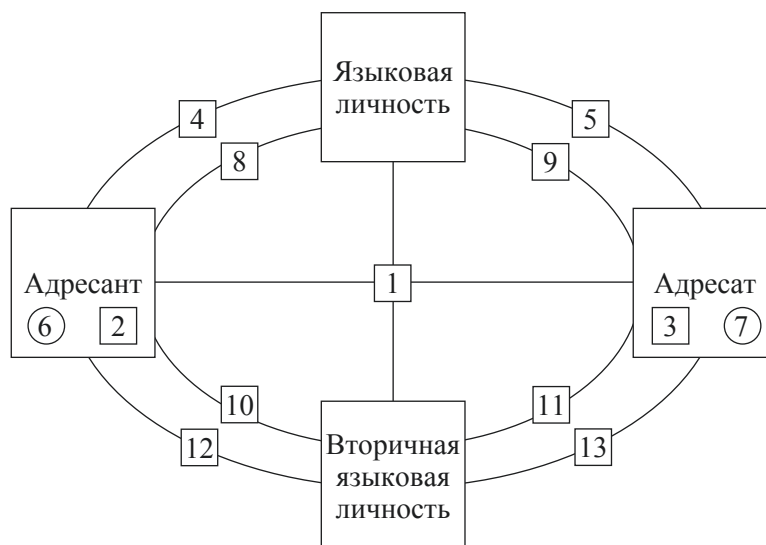 Языковая
личность
4
5
8
9
Адресант
6
2
1
Адресат
3
7
10
11
12
13
Вторичная
языковая
личность